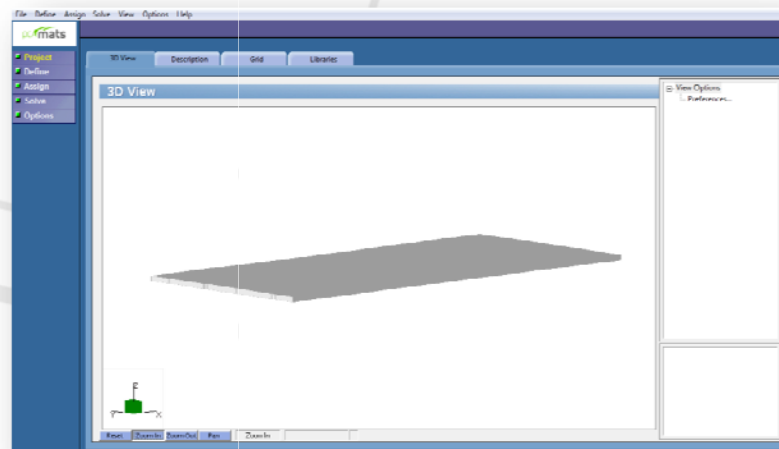 File Define Assign Solve View Options Help
pcamats
Project
Define
Assign
Solve
Options
3D View Description Grid Libraries
3D View
View Options
Preferences...
Z
Y X
Reset Zoom In Zoom Out Pan Zoom In